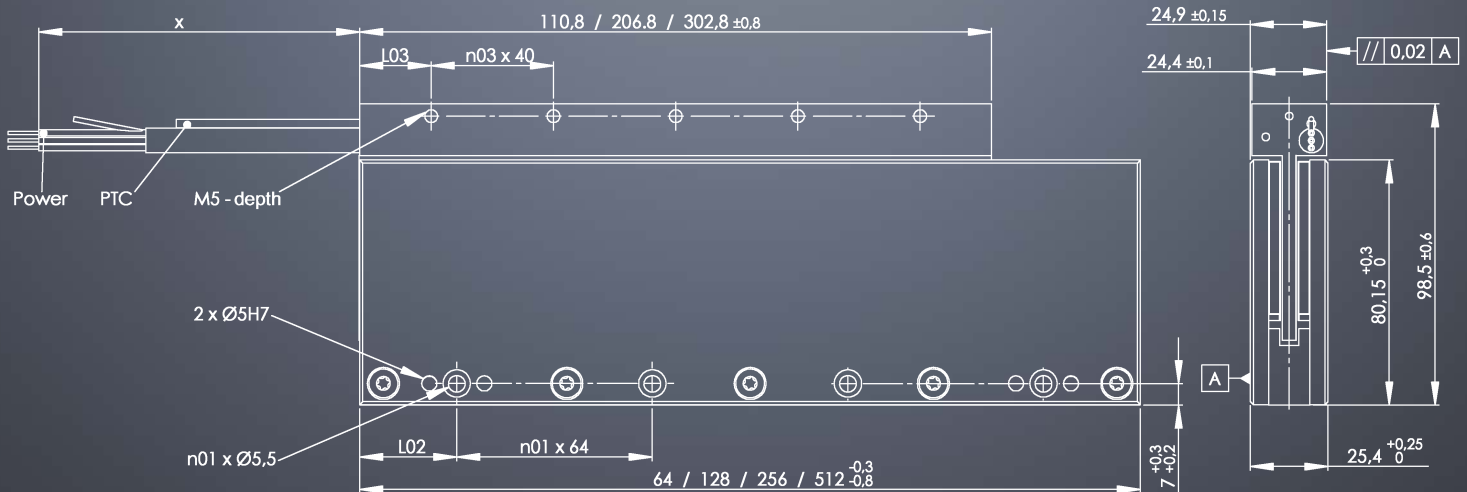 x
110,8 / 206.8 / 302,8 ±0,8
24,9 ±0,15
L03
n03 x 40
// 0,02 A
24,4 ±0,1
Power
PTC
M5 - depth
2 x Ø5H7
80,15 +0,3 0
98,5 ±0,6
A
L02
n01 x 64
n01 x Ø5,5
7 +0,3 +0,2
25,4 +0,25 0
64 / 128 / 256 / 512 -0,3 -0,8